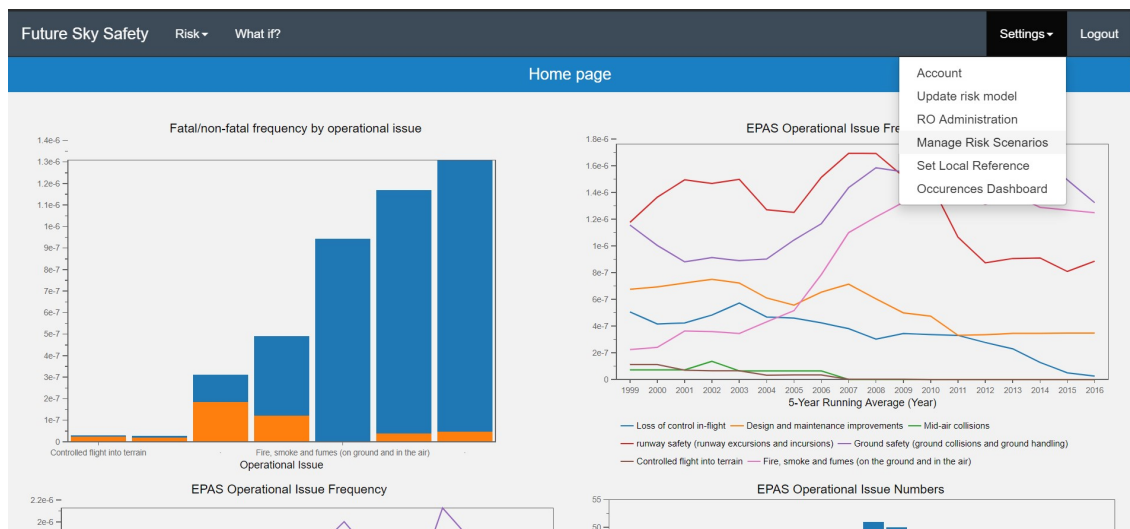 Future Sky Safety Risk What if? Settings Logout
Home page
Account
Update risk model
RO Administration
Manage Risk Scenarios
Set Local Reference
Occurences Dashboard
Fatal/non-fatal frequency by operational issue
1.4e-6
1.3e-6
1.2e-6
1.1e-6
1e-6
9e-7
8e-7
7e-7
6e-7
5e-7
4e-7
3e-7
2e-7
1e-7
0
Controlled flight into terrain . Fire, smoke and fumes (on ground and in the air) .
Operational Issue
EPAS Operational Issue Fre
1.8e-6
1.6e-6
1.4e-6
1.2e-6
1e-6
8e-7
6e-7
4e-7
2e-7
0
1999 2000 2001 2002 2003 2004 2005 2006 2007 2008 2009 2010 2011 2012 2013 2014 2015 2016
5-Year Running Average (Year)
Loss of control in-flight Design and maintenance improvements Mid-air collisions
runway safety (runway excursions and incursions) Ground safety (ground collisions and ground handling)
Controlled flight into terrain Fire, smoke and fumes (on the ground and in the air)
EPAS Operational Issue Frequency
2.2e-6
2e-6
EPAS Operational Issue Numbers
55
50